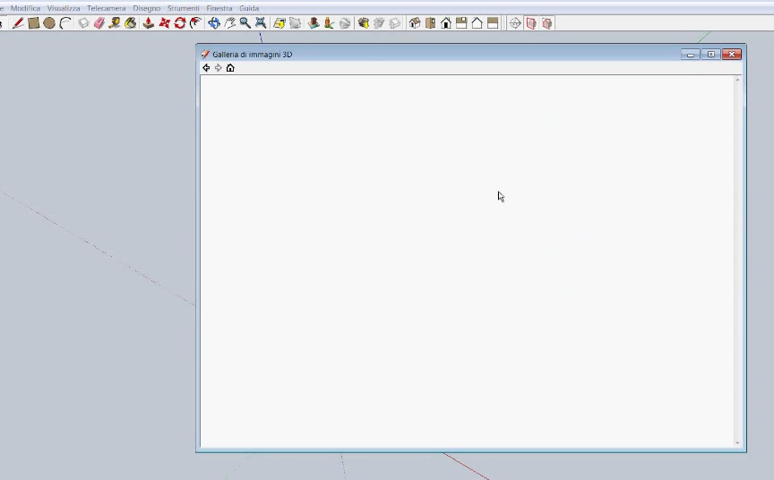 Modifica Visualizza Telecamera Disegno Strumenti Finestra Guida
Galleria di immagini 3D